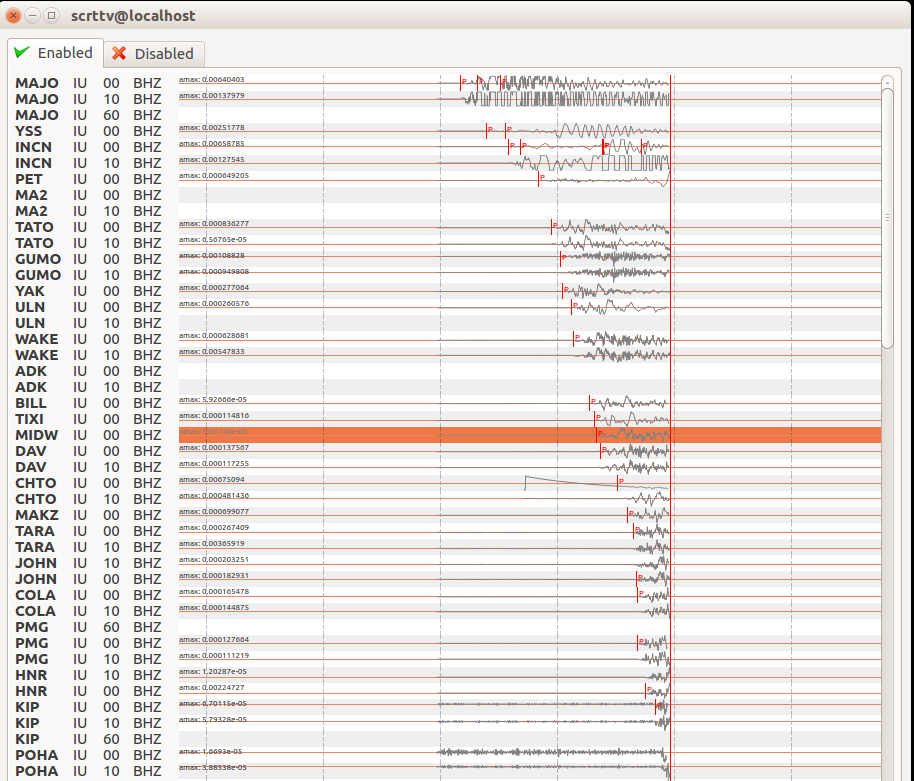 scrttv@localhost
Enabled Disabled
MAJO IU 00 BHZ amax: 0.00640403 P P
MAJO IU 10 BHZ amax: 0.00137979
MAJO IU 60 BHZ
YSS IU 00 BHZ amax: 0.00251778 P P
INCN IU 00 BHZ amax: 0.00658785 P P P P
INCN IU 10 BHZ amax: 0.00127545
PET IU 00 BHZ amax: 0.000649205 P
MA2 IU 00 BHZ
MA2 IU 10 BHZ
TATO IU 00 BHZ amax: 0.000836277 P
TATO IU 10 BHZ amax: 6.56765e-05
GUMO IU 00 BHZ amax: 0.00108828 P
GUMO IU 10 BHZ amax: 0.000949808
YAK IU 00 BHZ amax: 0.000277064 P
ULN IU 00 BHZ amax: 0.000260576 P
ULN IU 10 BHZ
WAKE IU 00 BHZ amax: 0.000628681 P
WAKE IU 10 BHZ amax: 0.00547833
ADK IU 00 BHZ
ADK IU 10 BHZ
BILL IU 00 BHZ amax: 5.92666e-05 P
TIXI IU 00 BHZ amax: 0.000114816 P
MIDW IU 00 BHZ P
DAV IU 00 BHZ amax: 0.000137567 P
DAV IU 10 BHZ amax: 0.000117255
CHTO IU 00 BHZ amax: 0.00675094 P
CHTO IU 10 BHZ amax: 0.000481436
MAKZ IU 00 BHZ amax: 0.000699077 P
TARA IU 00 BHZ amax: 0.000267409 P
TARA IU 10 BHZ amax: 0.00365919
JOHN IU 10 BHZ amax: 0.000203251
JOHN IU 00 BHZ amax: 0.000182931 P
COLA IU 00 BHZ amax: 0.000165478 P
COLA IU 10 BHZ amax: 0.000144875
PMG IU 60 BHZ
PMG IU 00 BHZ amax: 0.000127664 P
PMG IU 10 BHZ amax: 0.000111219
HNR IU 10 BHZ amax: 1.20287e-05
HNR IU 00 BHZ amax: 0.00224727 P
KIP IU 00 BHZ amax: 6.70115e-05 P
KIP IU 10 BHZ amax: 5.79328e-05
KIP IU 60 BHZ
POHA IU 00 BHZ amax: 1.6693e-05
POHA IU 10 BHZ amax: 3.88538e-05